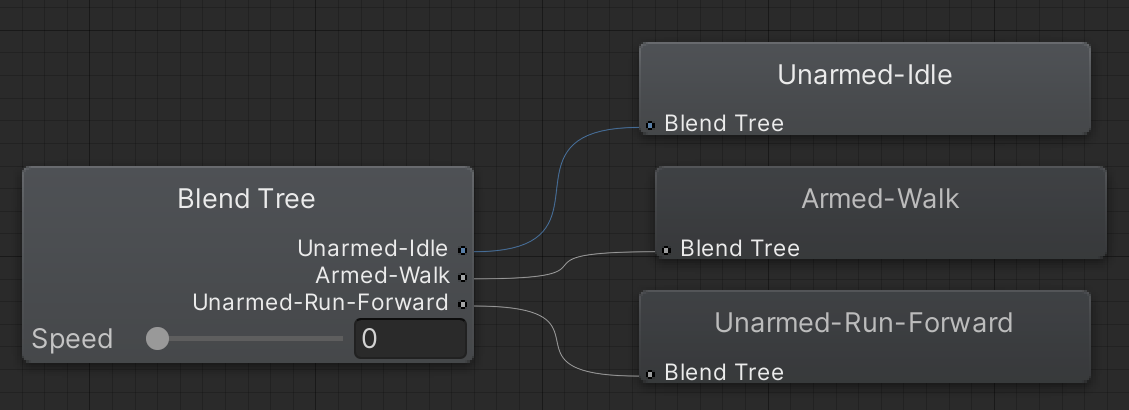 Unarmed-Idle
Blend Tree
Blend Tree
Unarmed-Idle
Armed-Walk
Unarmed-Run-Forward
Speed 0
Armed-Walk
Blend Tree
Unarmed-Run-Forward
Blend Tree